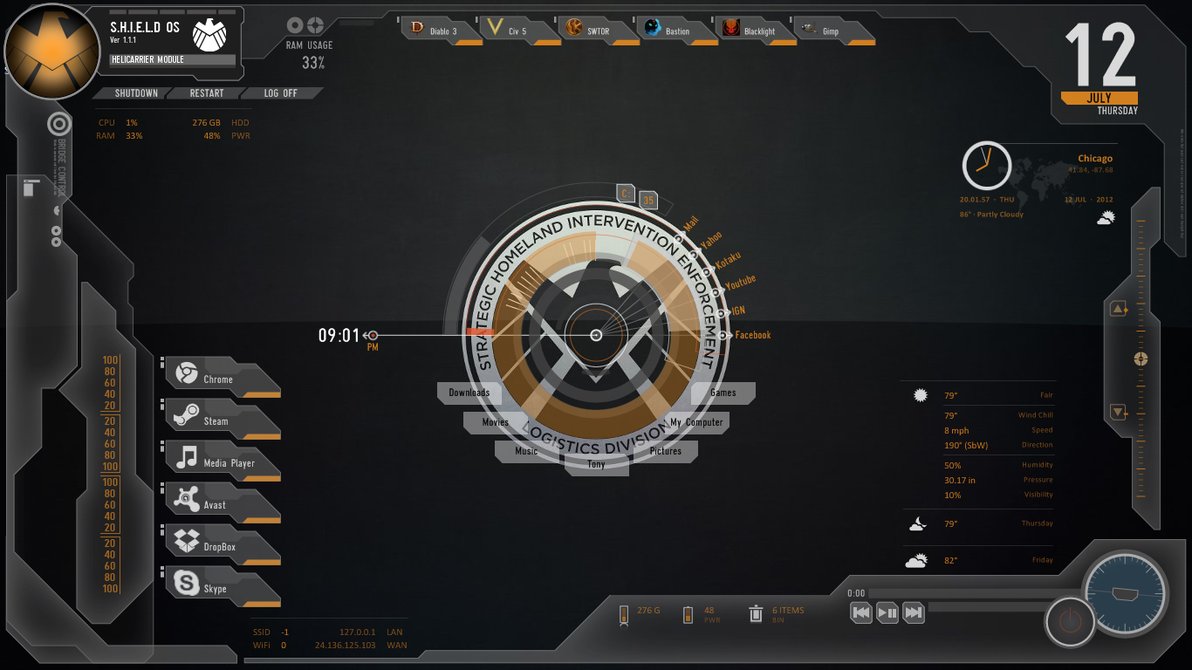 S.H.I.E.L.D OS
Ver 1.1.1
HELICARRIER MODULE
RAM USAGE
33%
Diablo 3
Civ 5
SWTOR
Bastion
Blacklight
Gimp
12
JULY
THURSDAY
SHUTDOWN
RESTART
LOG OFF
CPU 1% 276 GB HDD
RAM 33% 48% PWR
BRIDGE CONTROL
Chicago
41.84, -87.68
20.01.57 - THU
12 JUL - 2012
86° - Partly Cloudy
C
35
STRATEGIC HOMELAND INTERVENTION ENFORCEMENT
LOGISTICS DIVISION
Mail
Yahoo
Kotaku
Youtube
IGN
Facebook
09:01
PM
Downloads
Movies
Music
Tony
Pictures
My Computer
Games
100
80
60
40
20
20
40
60
80
100
100
80
60
40
20
20
40
60
80
100
Chrome
Steam
Media Player
Avast
DropBox
Skype
79° Fair
79° Wind Chill
8 mph Speed
190° (SbW) Direction
50% Humidity
30.17 in Pressure
10% Visibility
79° Thursday
82° Friday
SSID -1 127.0.0.1 LAN
WiFi 0 24.136.125.103 WAN
276 G
48
PWR
6 ITEMS
BIN
0:00